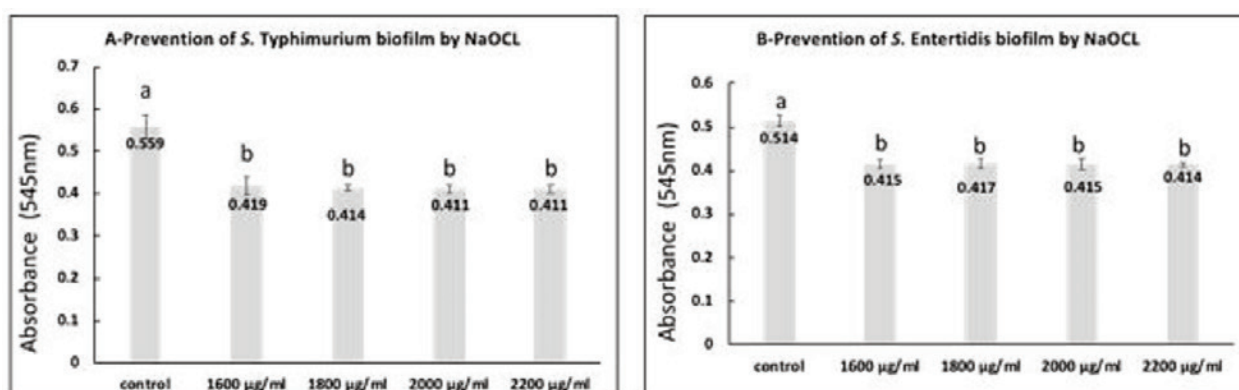 A-Prevention of S. Typhimurium biofilm by NaOCL
Absorbance (545nm)
0.7
0.6
0.5
0.4
0.3
0.2
0.1
0
a
b
b
b
b
0.559
0.419
0.414
0.411
0.411
control 1600 µg/ml 1800 µg/ml 2000 µg/ml 2200 µg/ml
B-Prevention of S. Entertidis biofilm by NaOCL
Absorbance (545nm)
0.6
0.5
0.4
0.3
0.2
0.1
0
a
b
b
b
b
0.514
0.415
0.417
0.415
0.414
control 1600 µg/ml 1800 µg/ml 2000 µg/ml 2200 µg/ml